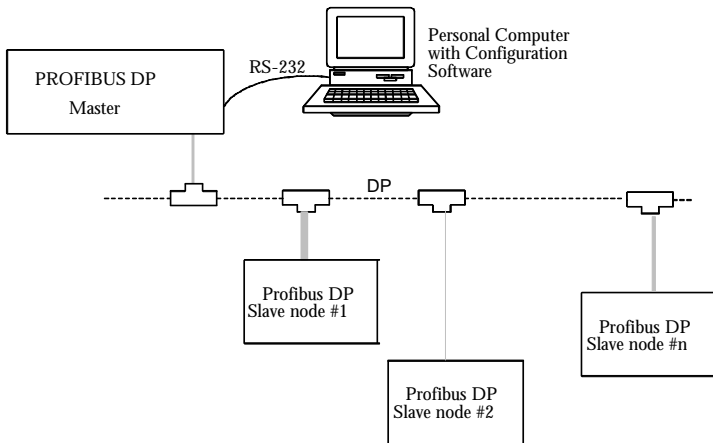 Personal Computer
with Configuration
Software
RS-232
PROFIBUS DP
Master
DP
Profibus DP
Slave node #1
Profibus DP
Slave node #n
Profibus DP
Slave node #2